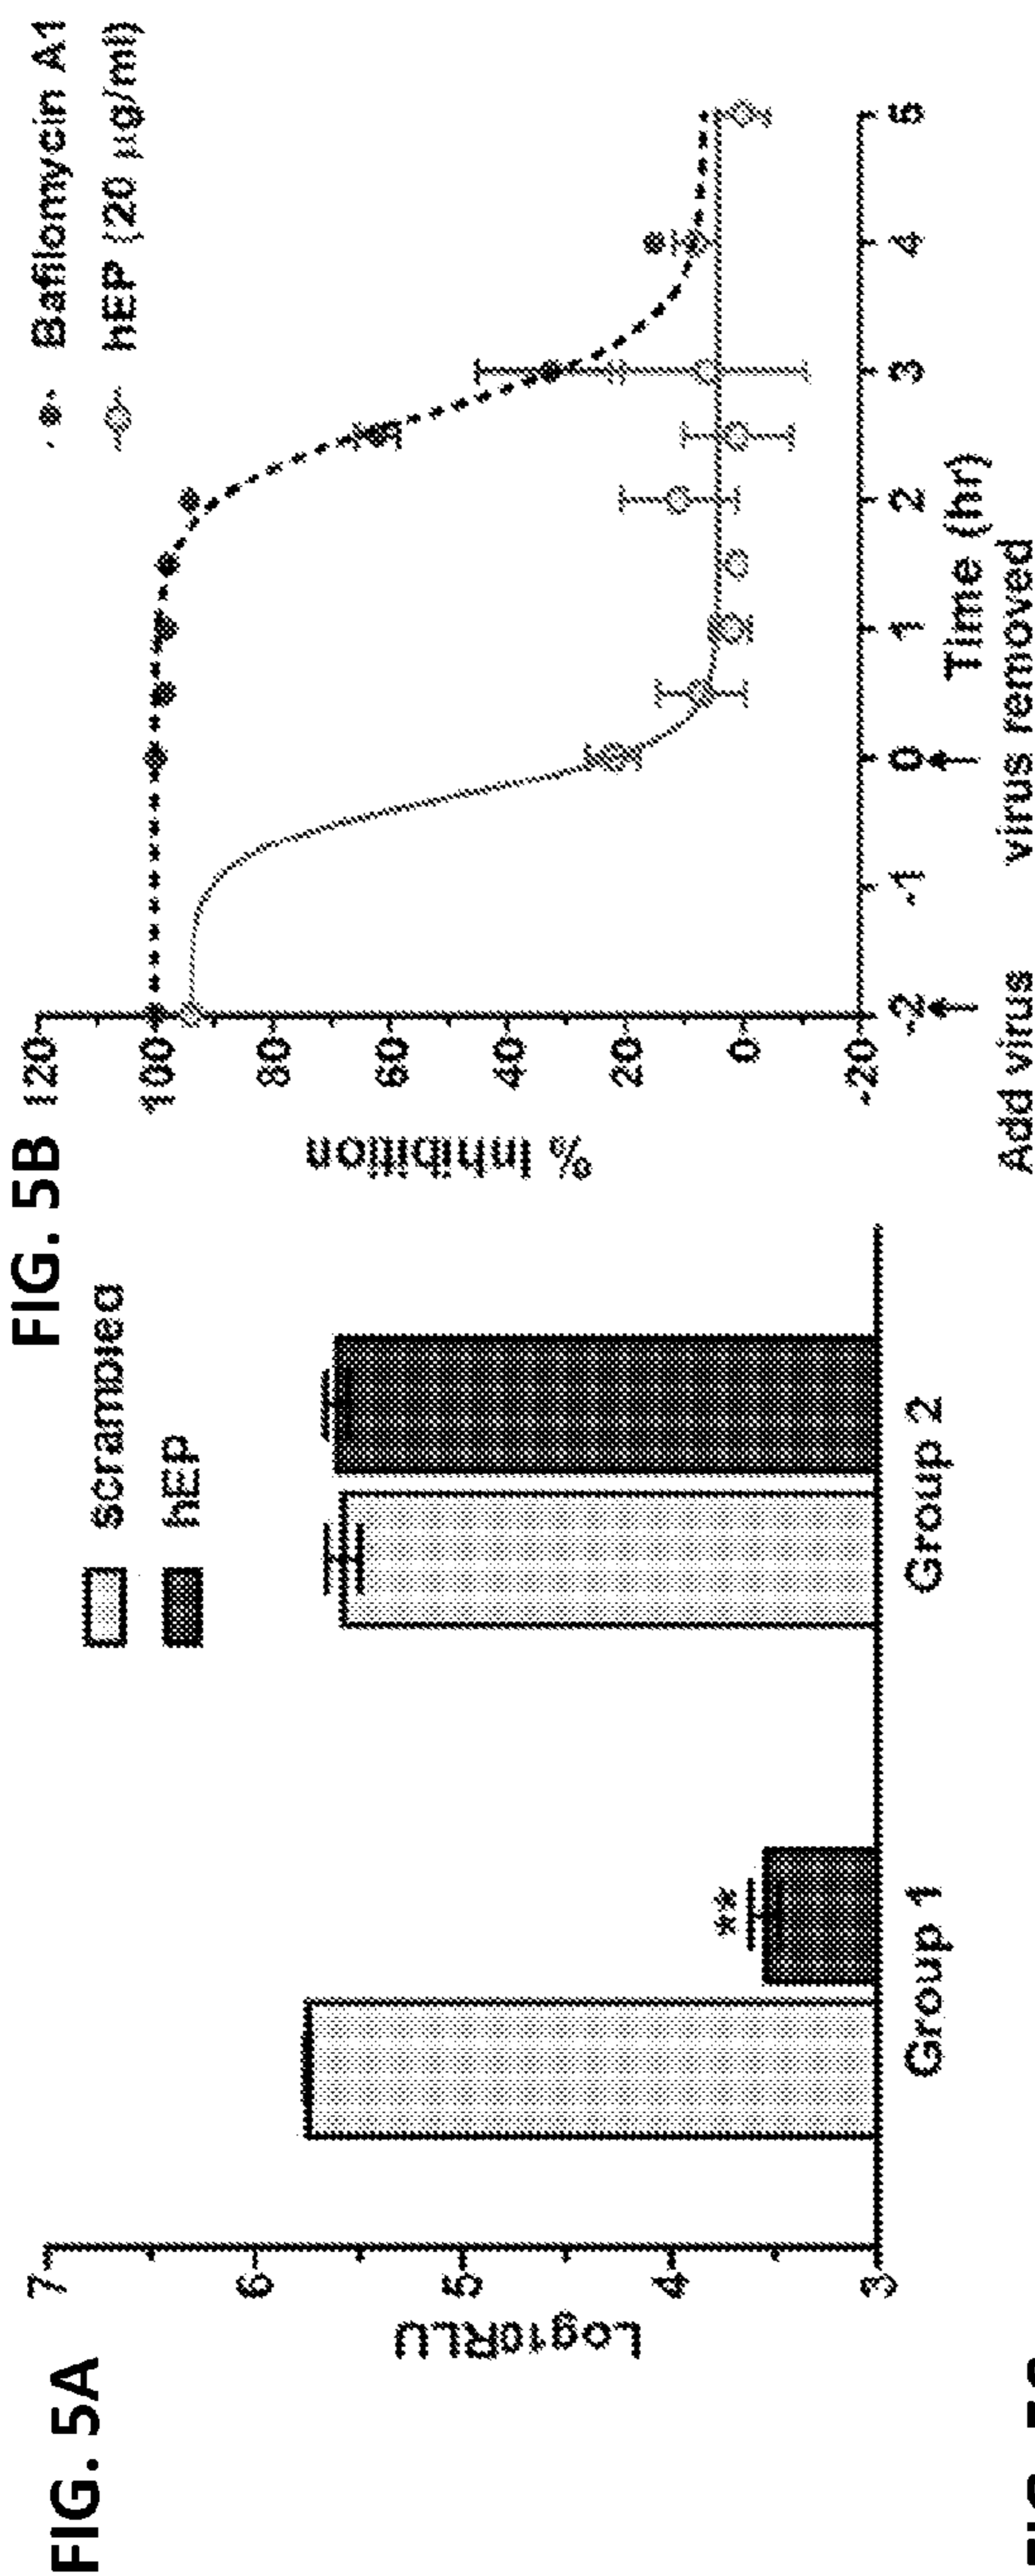 FIG. 5A
scrambled
hEP
7
6
5
4
3
Log10RLU
**
Group 1
Group 2
FIG. 5B
Bafilomycin A1
hEP (20 µg/ml)
120
100
80
60
40
20
0
-20
% Inhibition
-2
-1
0
1
2
3
4
5
Time (hr)
Add virus
virus removed